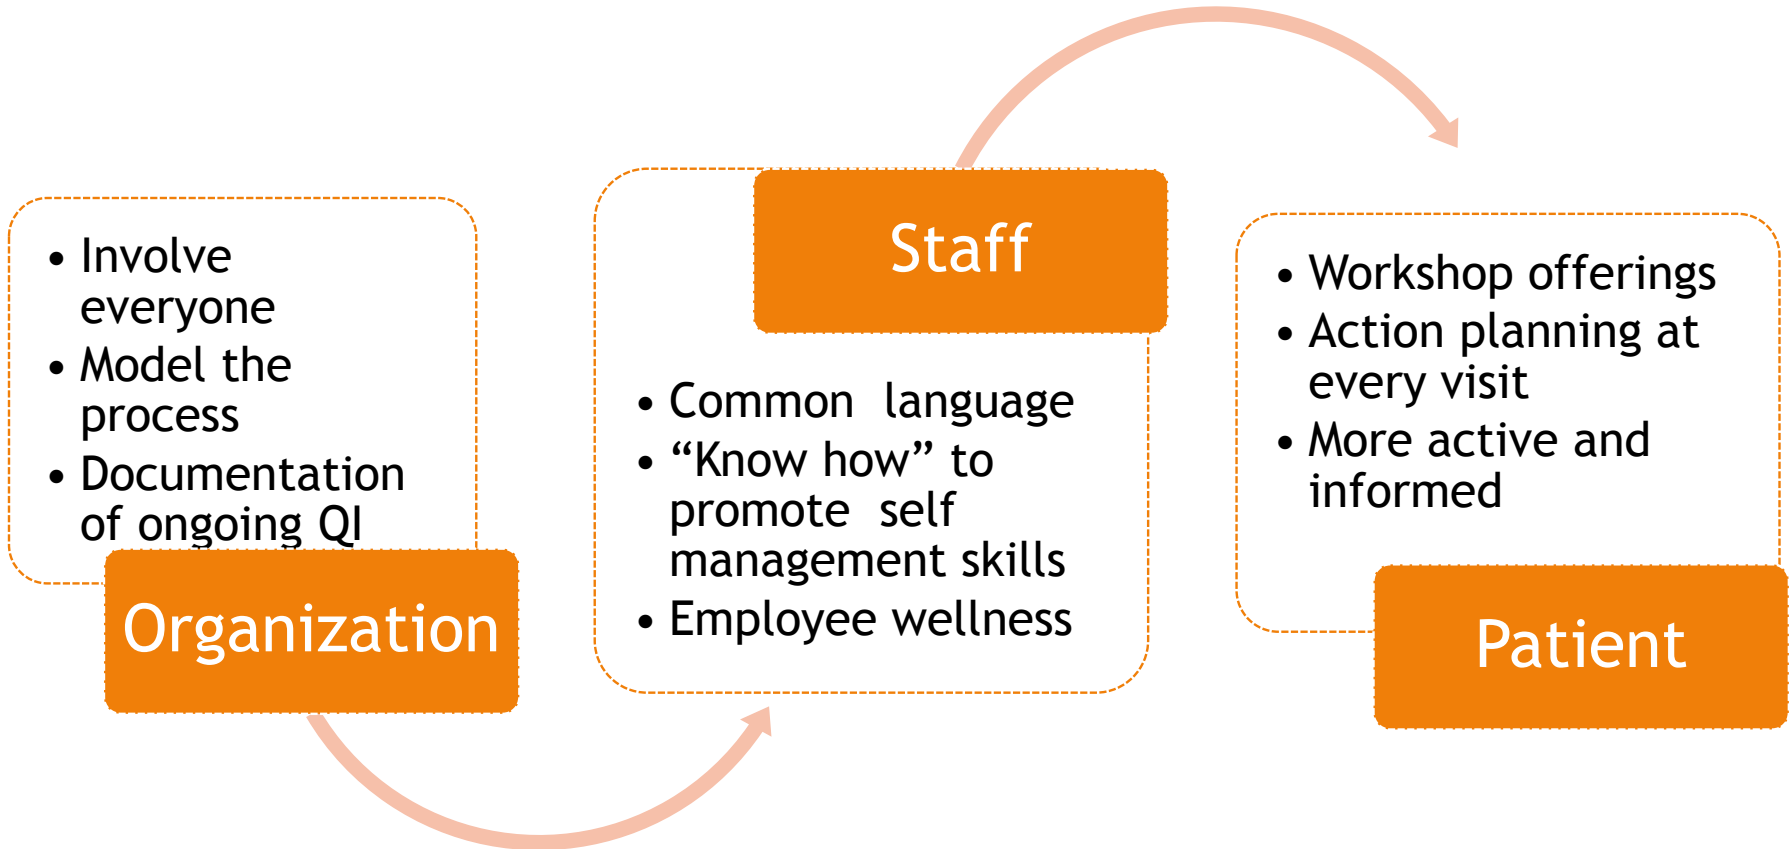 • Involve
everyone
• Model the
process
• Documentation
of ongoing QI
Organization
Staff
• Common  language
• “Know how” to
promote  self
management skills
• Employee wellness
• Workshop offerings
• Action planning at
every visit
• More active and
informed
Patient